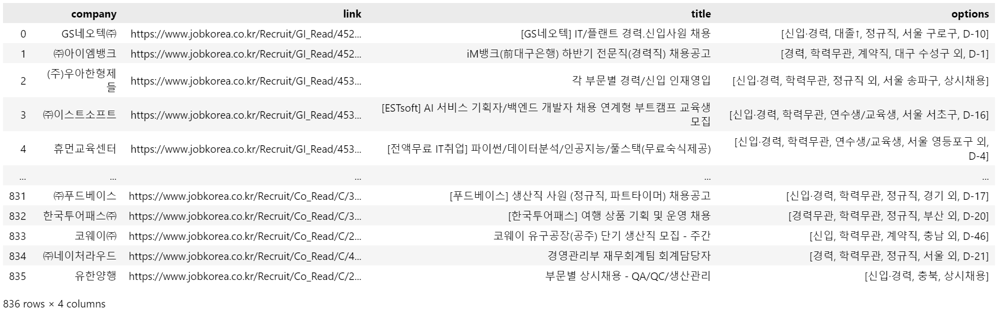 company link title options
0 GS네오텍㈜ https://www.jobkorea.co.kr/Recruit/GI_Read/452... [GS네오텍] IT/플랜트 경력.신입사원 채용 [신입·경력, 대졸↑, 정규직, 서울 구로구, D-10]
1 ㈜아이엠뱅크 https://www.jobkorea.co.kr/Recruit/GI_Read/452... iM뱅크(前대구은행) 하반기 전문직(경력직) 채용공고 [경력, 학력무관, 계약직, 대구 수성구 외, D-1]
2 (주)우아한형제
들 https://www.jobkorea.co.kr/Recruit/GI_Read/453... 각 부문별 경력/신입 인재영입 [신입·경력, 학력무관, 정규직 외, 서울 송파구, 상시채용]
3 ㈜이스트소프트 https://www.jobkorea.co.kr/Recruit/GI_Read/453... [ESTsoft] AI 서비스 기획자/백엔드 개발자 채용 연계형 부트캠프 교육생
모집 [신입·경력, 학력무관, 연수생/교육생, 서울 서초구, D-16]
4 휴먼교육센터 https://www.jobkorea.co.kr/Recruit/GI_Read/453... [전액무료 IT취업] 파이썬/데이터분석/인공지능/풀스택(무료숙식제공) [신입·경력, 학력무관, 연수생/교육생, 서울 영등포구 외,
D-4]
... ... ... ... ...
831 ㈜푸드베이스 https://www.jobkorea.co.kr/Recruit/Co_Read/C/3... [푸드베이스] 생산직 사원 (정규직, 파트타이머) 채용공고 [신입·경력, 학력무관, 정규직, 경기 외, D-17]
832 한국투어패스㈜ https://www.jobkorea.co.kr/Recruit/Co_Read/C/3... [한국투어패스] 여행 상품 기획 및 운영 채용 [경력무관, 학력무관, 정규직, 부산 외, D-20]
833 코웨이㈜ https://www.jobkorea.co.kr/Recruit/Co_Read/C/2... 코웨이 유구공장(공주) 단기 생산직 모집 - 주간 [신입, 학력무관, 계약직, 충남 외, D-46]
834 ㈜네이처라우드 https://www.jobkorea.co.kr/Recruit/Co_Read/C/4... 경영관리부 재무회계팀 회계담당자 [경력, 학력무관, 정규직, 서울 외, D-21]
835 유한양행 https://www.jobkorea.co.kr/Recruit/Co_Read/C/2... 부문별 상시채용 - QA/QC/생산관리 [신입·경력, 충북, 상시채용]
836 rows × 4 columns